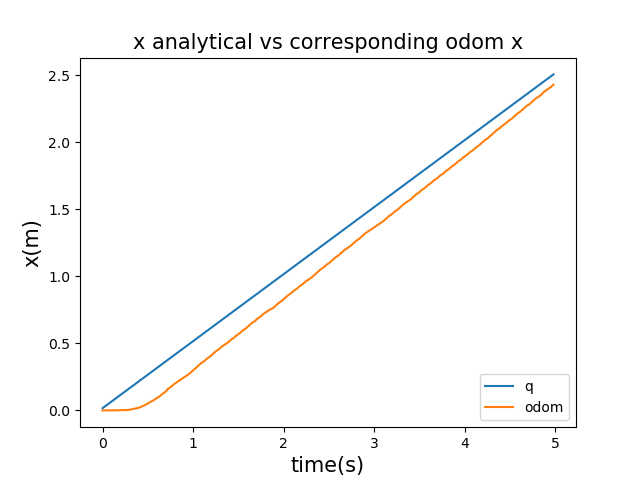 x analytical vs corresponding odom x
x(m)
2.5
2.0
1.5
1.0
0.5
0.0
0 1 2 3 4 5
time(s)
q
odom